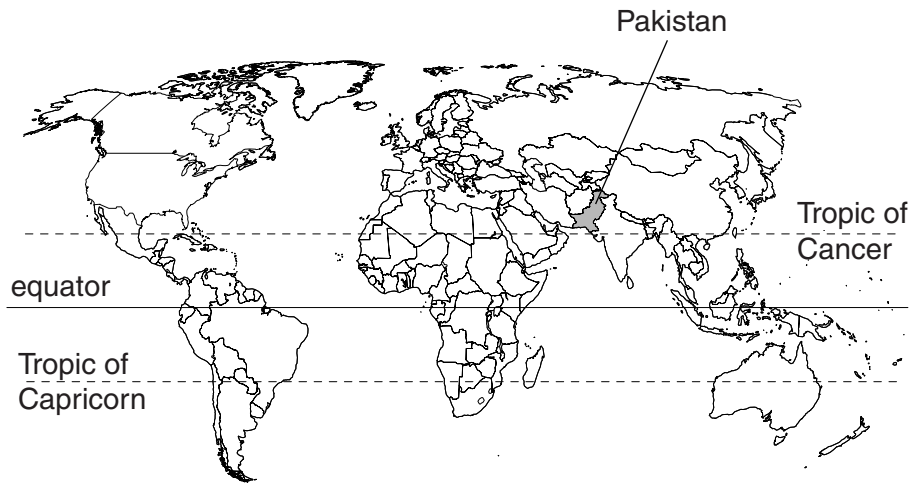 Pakistan
Tropic of
Cancer
equator
Tropic of
Capricorn